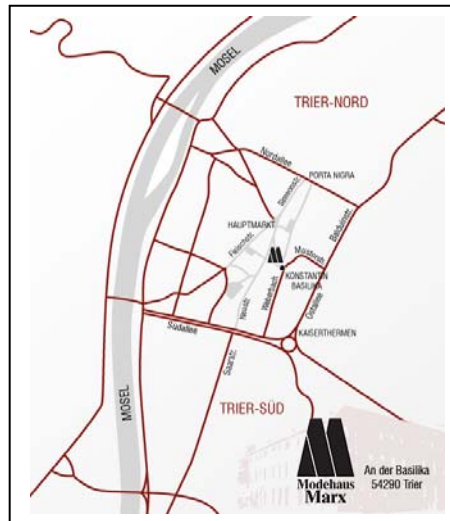 MOSEL
TRIER-NORD
Nordallee
PORTA NIGRA
Simeonstr.
HAUPTMARKT
Balduinstr.
Fleischstr.
Mustorstr.
KONSTANTIN
BASILIKA
Weberbach
Ostallee
Neustr.
KAISERTHERMEN
Südallee
Saarstr.
MOSEL
TRIER-SÜD
Modehaus
Marx
An der Basilika
54290 Trier